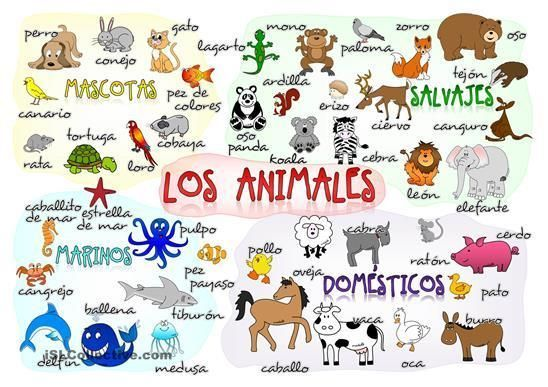 LOS ANIMALES
MASCOTAS
perro
conejo
gato
canario
pez de
colores
rata
tortuga
loro
cobaya
SALVAJES
lagarto
mono
paloma
zorro
oso
ardilla
erizo
tejón
oso
panda
koala
cebra
ciervo
canguro
león
elefante
MARINOS
caballito
de mar
estrella
de mar
pulpo
pez
payaso
cangrejo
ballena
tiburón
delfín
medusa
DOMÉSTICOS
pollo
oveja
cabra
ratón
cerdo
pato
caballo
vaca
oca
burro
iSLCollective.com